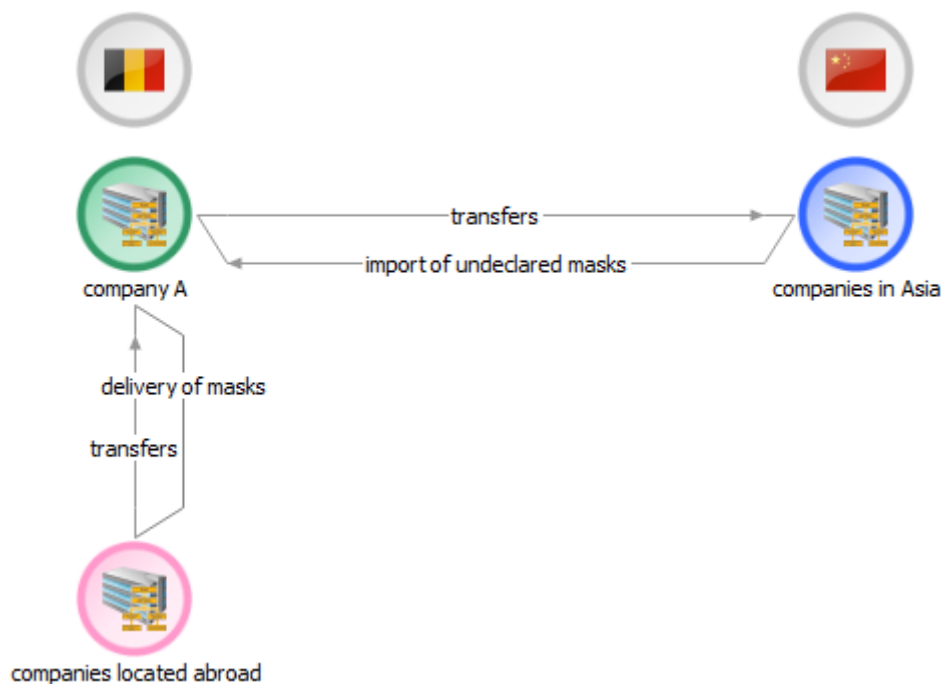 transfers
import of undeclared masks
company A
companies in Asia
delivery of masks
transfers
companies located abroad